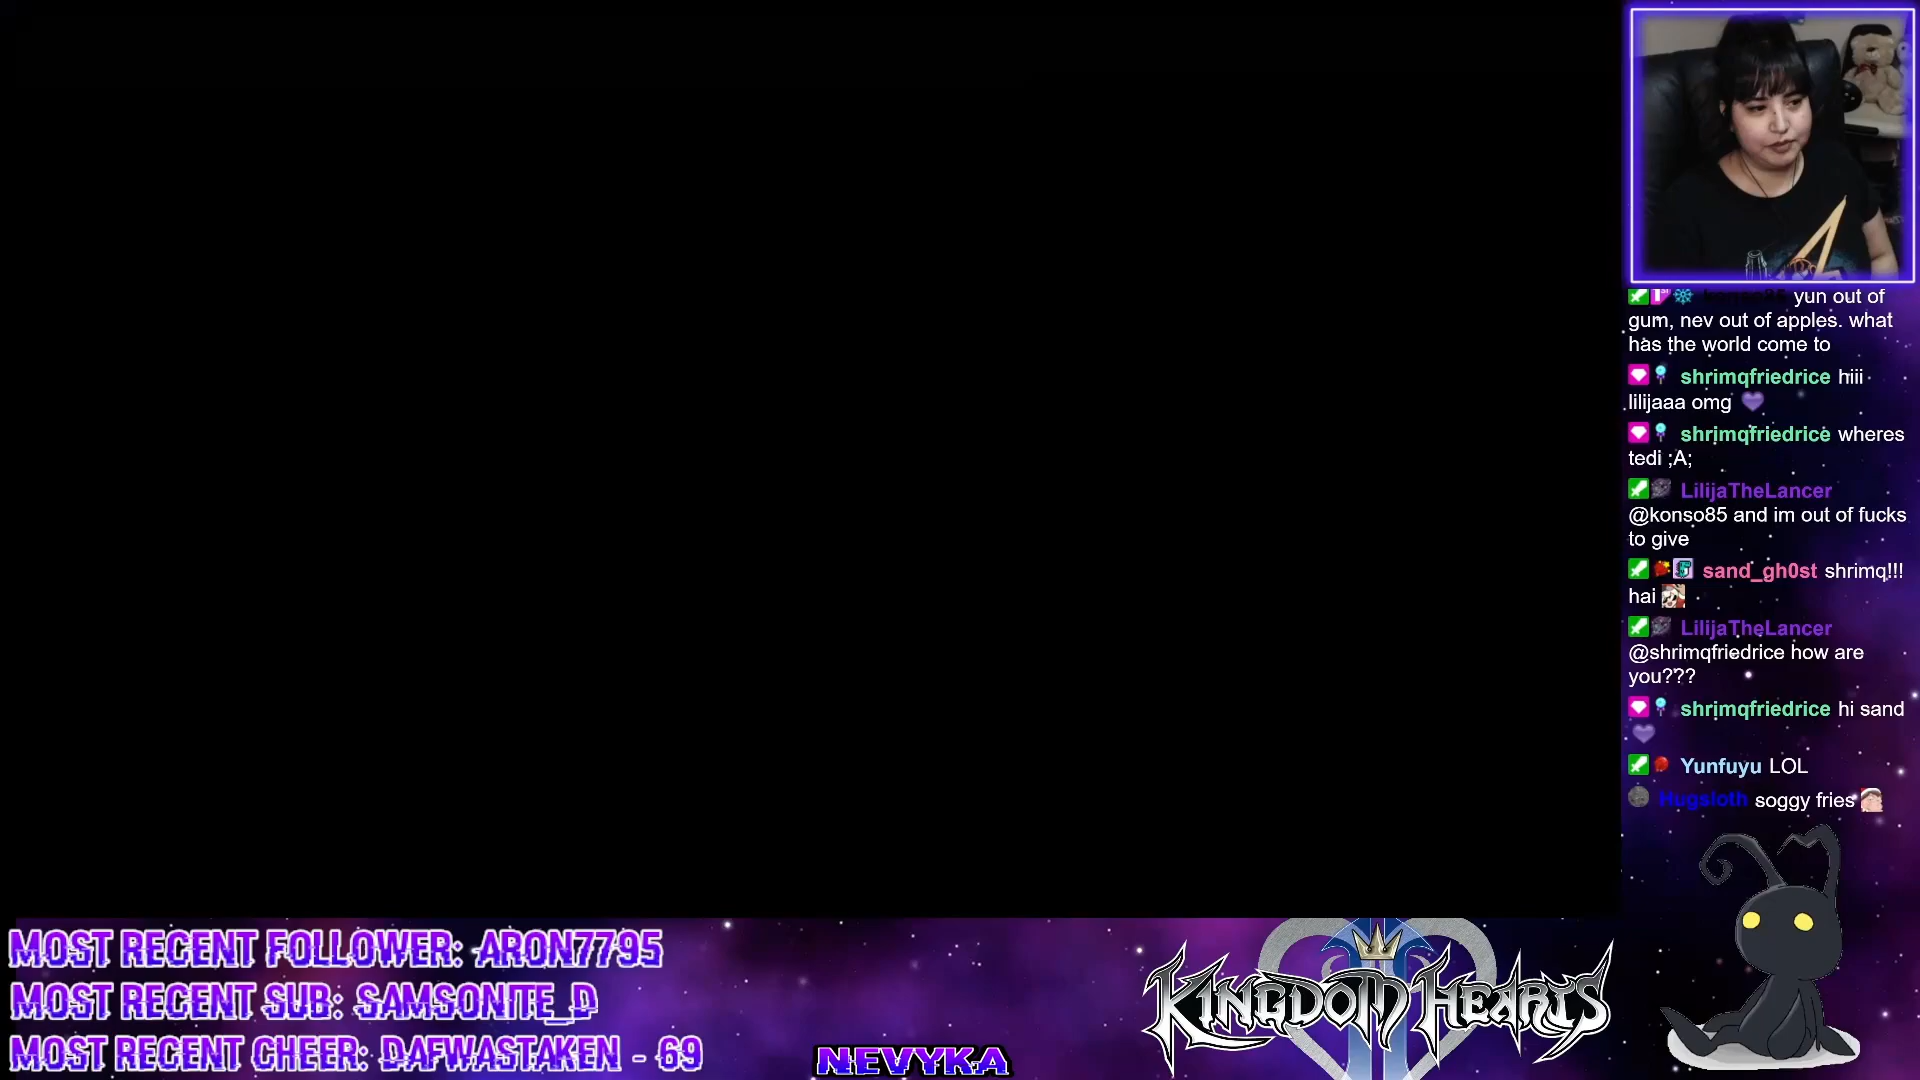 konso85 yun out of
gum, nev out of apples. what
has the world come to
shrimqfriedrice hiii
lilijaaa omg
shrimqfriedrice wheres
tedi ;A;
LilijaTheLancer
@konso85 and im out of fucks
to give
sand_gh0st shrimq!!!
hai
LilijaTheLancer
@shrimqfriedrice how are
you???
shrimqfriedrice hi sand
Yunfuyu LOL
Hugsloth soggy fries
MOST RECENT FOLLOWER: ARON7795
MOST RECENT SUB: SAMSONITE_D
MOST RECENT CHEER: DAFWASTAKEN - 69
NEVYKA
KINGDOM HEARTS
II